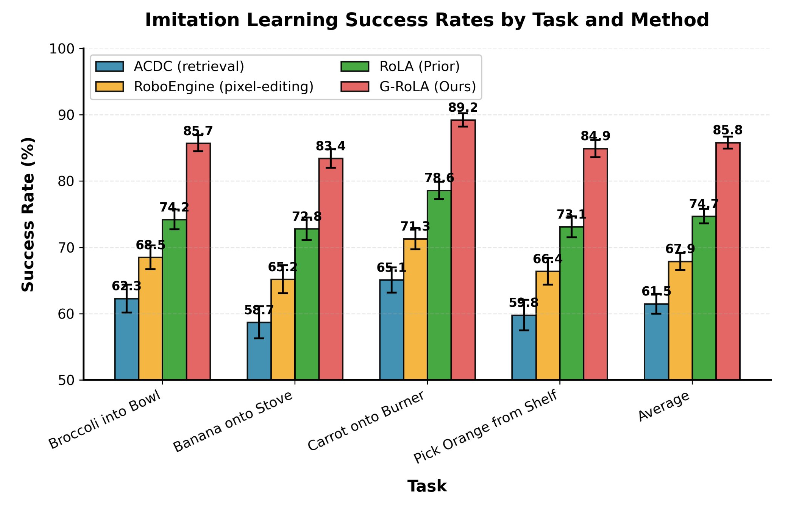 Imitation Learning Success Rates by Task and Method
Success Rate (%)
100
90
80
70
60
50
ACDC (retrieval)
RoboEngine (pixel-editing)
RoLA (Prior)
G-RoLA (Ours)
62.3
68.5
74.2
85.7
58.7
65.2
72.8
83.4
65.1
71.3
78.6
89.2
59.8
66.4
73.1
84.9
61.5
67.9
74.7
85.8
Broccoli into Bowl
Banana onto Stove
Carrot onto Burner
Pick Orange from Shelf
Average
Task